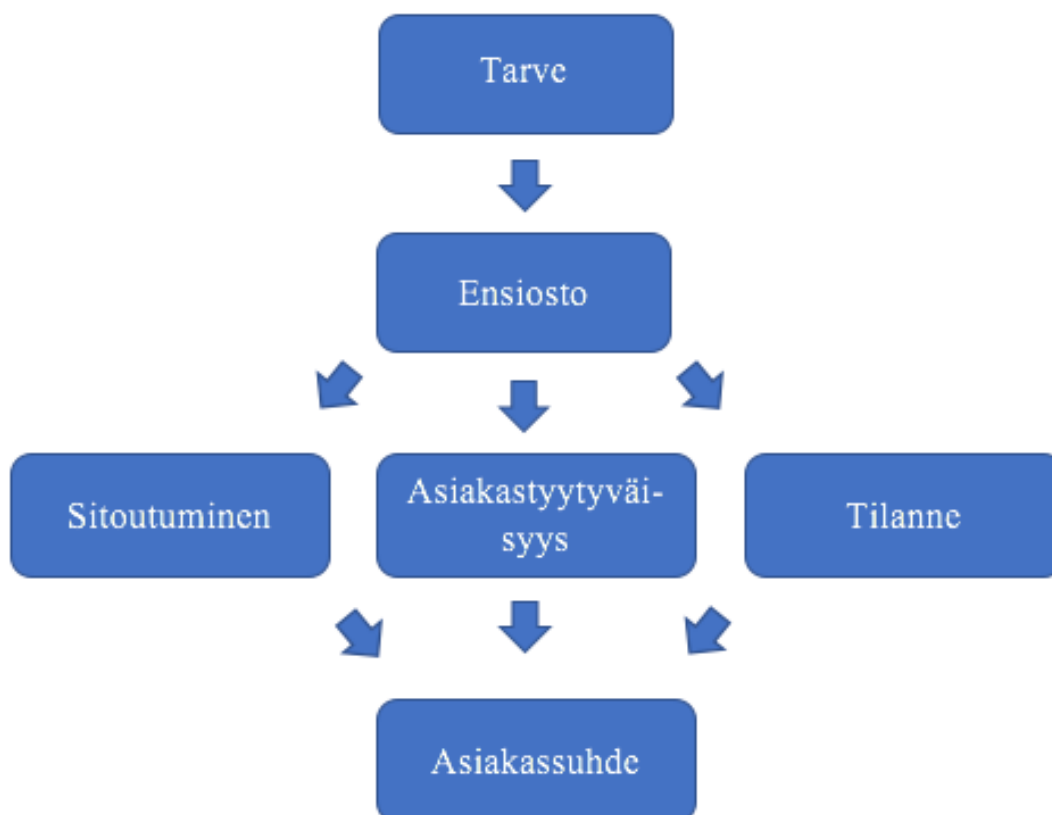 Tarve
Ensiosto
Sitoutuminen
Asiakastyytyväi-
syys
Tilanne
Asiakassuhde